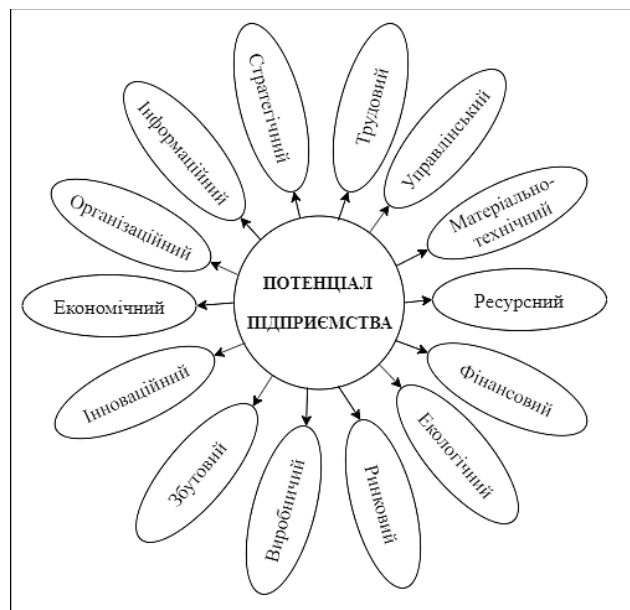 ПОТЕНЦІАЛ
ПІДПРИЄМСТВА
Стратегічний
Трудовий
Управлінський
Матеріально-
технічний
Ресурсний
Фінансовий
Екологічний
Ринковий
Виробничий
Збутовий
Інноваційний
Економічний
Організаційний
Інформаційний